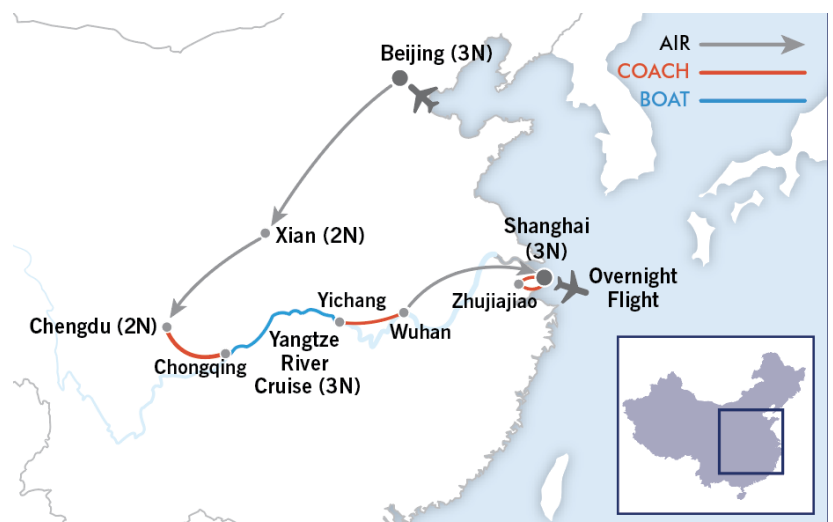 Beijing (3N)
AIR
COACH
BOAT
Xian (2N)
Shanghai
(3N)
Overnight
Flight
Zhujiajiao
Yichang
Wuhan
Chengdu (2N)
Chongqing
Yangtze
River
Cruise (3N)